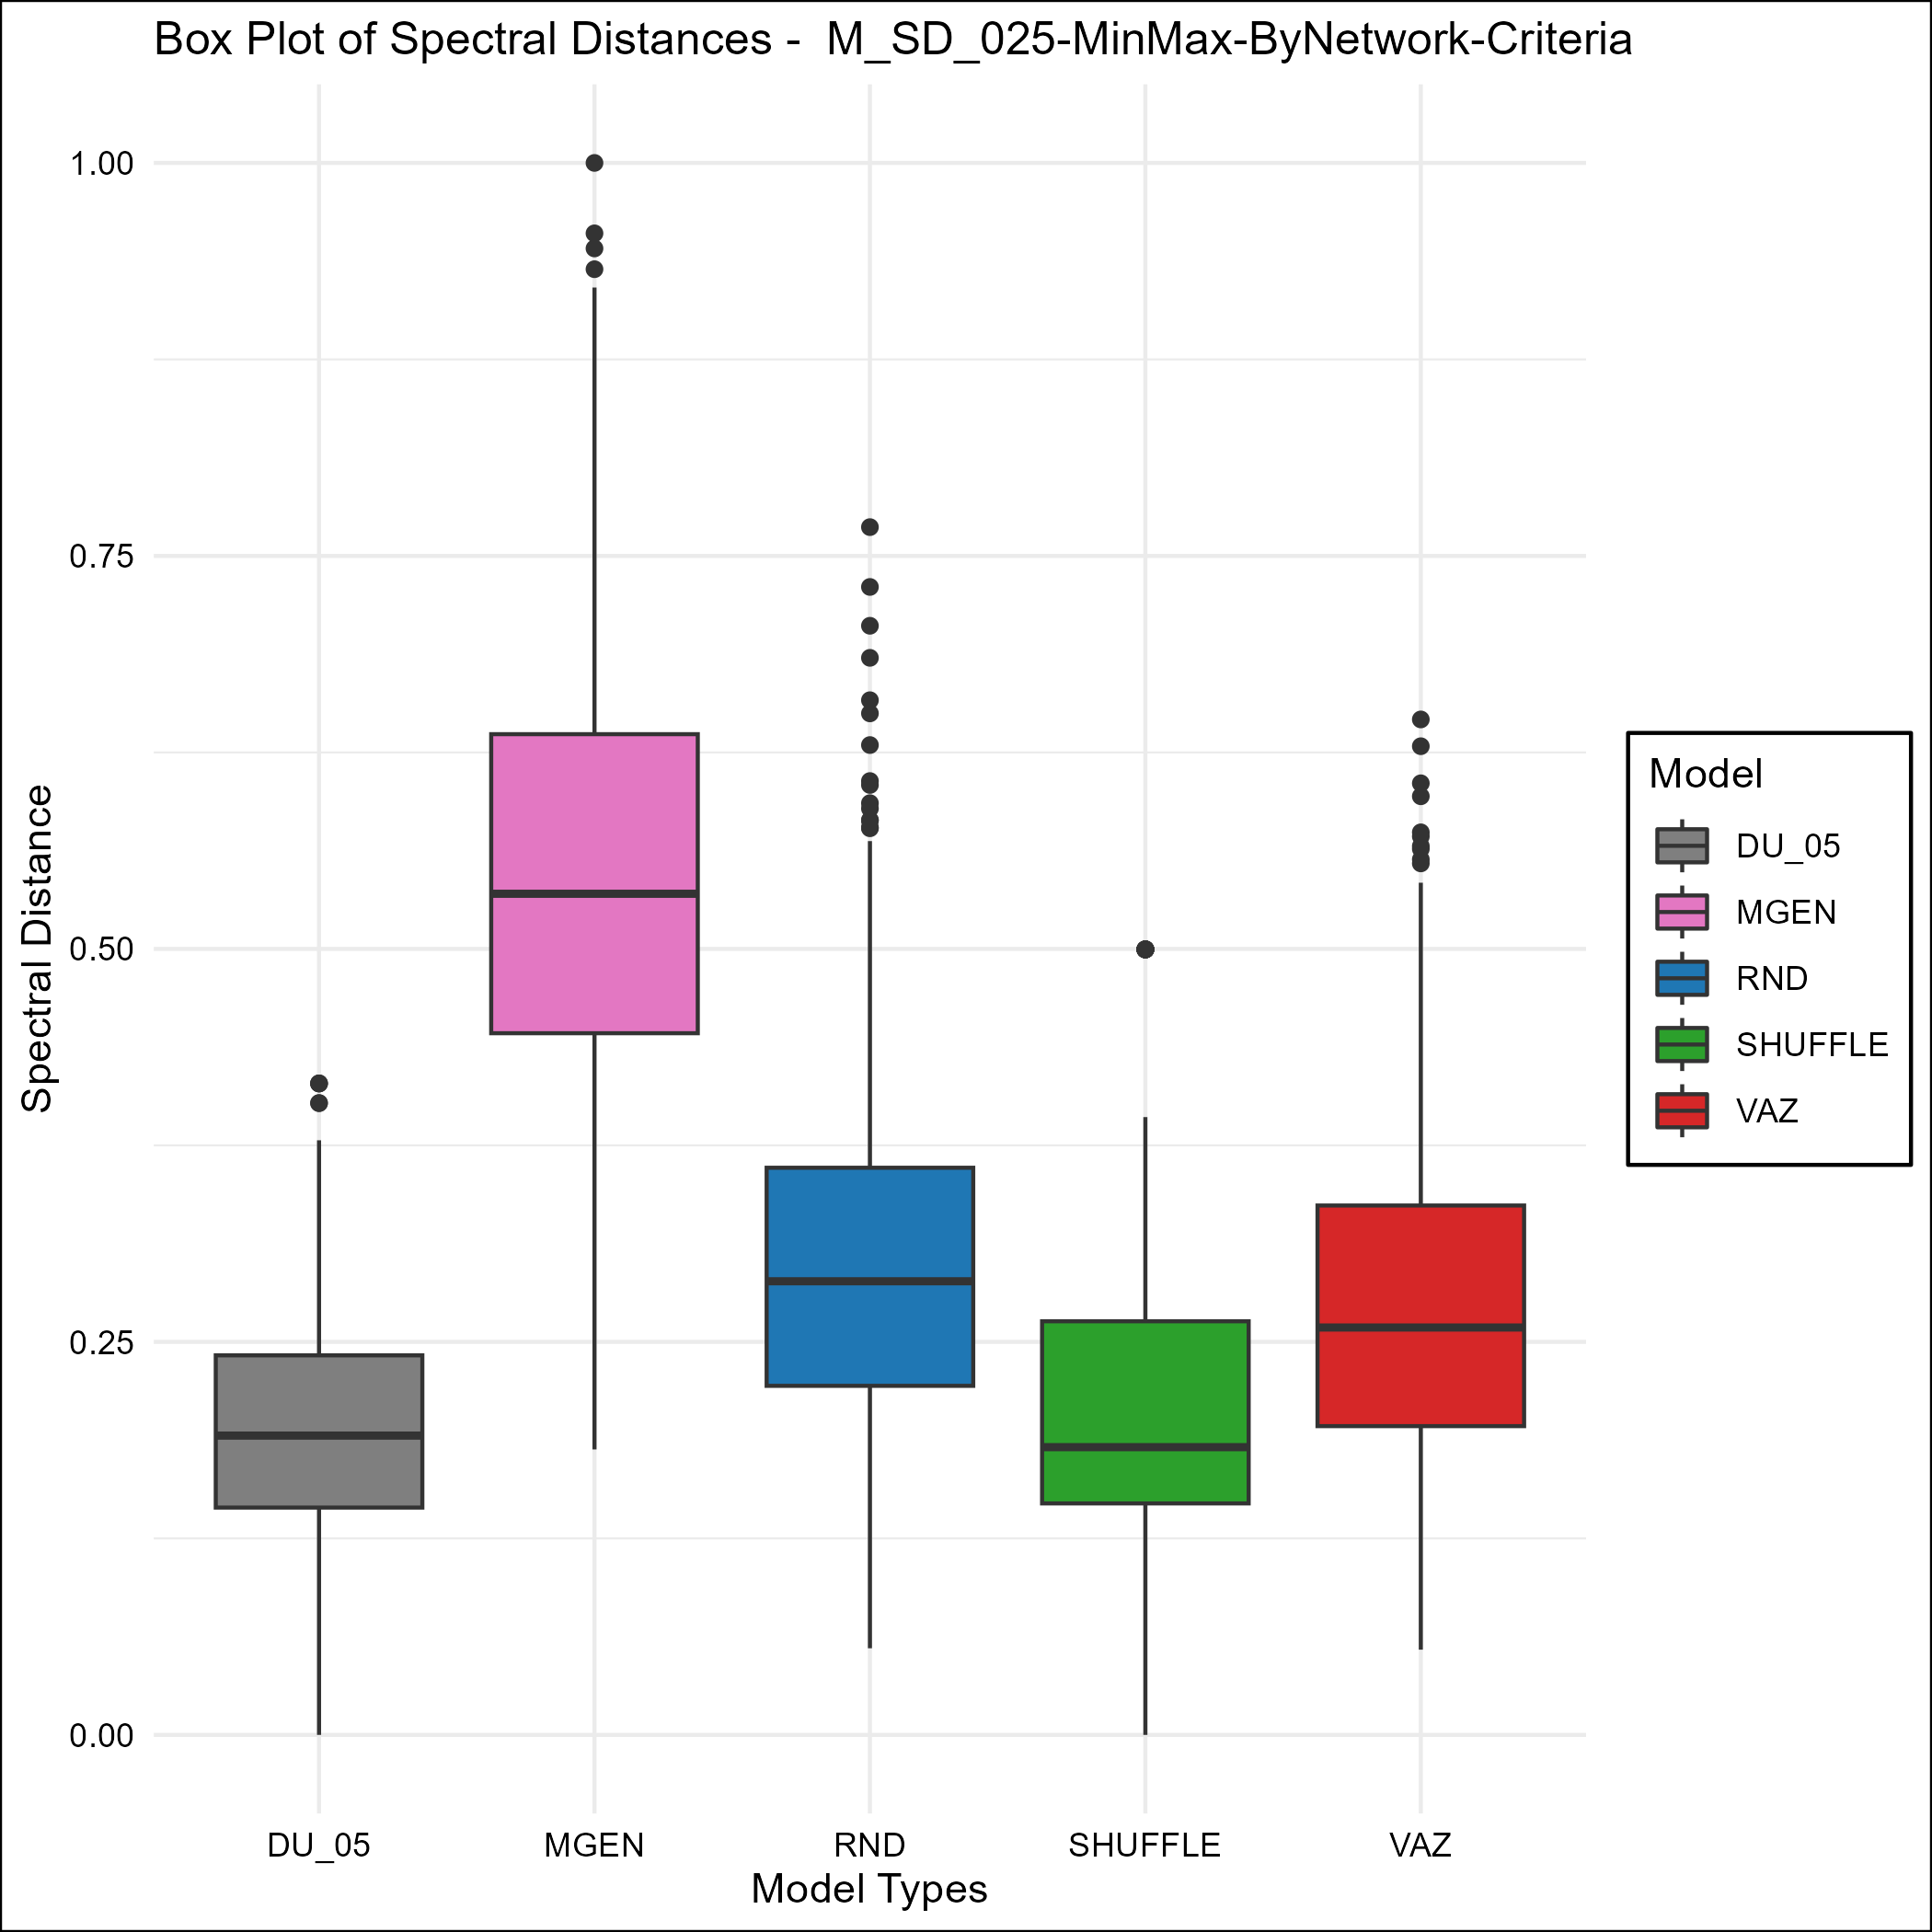 Box Plot of Spectral Distances -  M_SD_025-MinMax-ByNetwork-Criteria
Spectral Distance
1.00
0.75
0.50
0.25
0.00
DU_05
MGEN
RND
SHUFFLE
VAZ
Model Types
Model
DU_05
MGEN
RND
SHUFFLE
VAZ